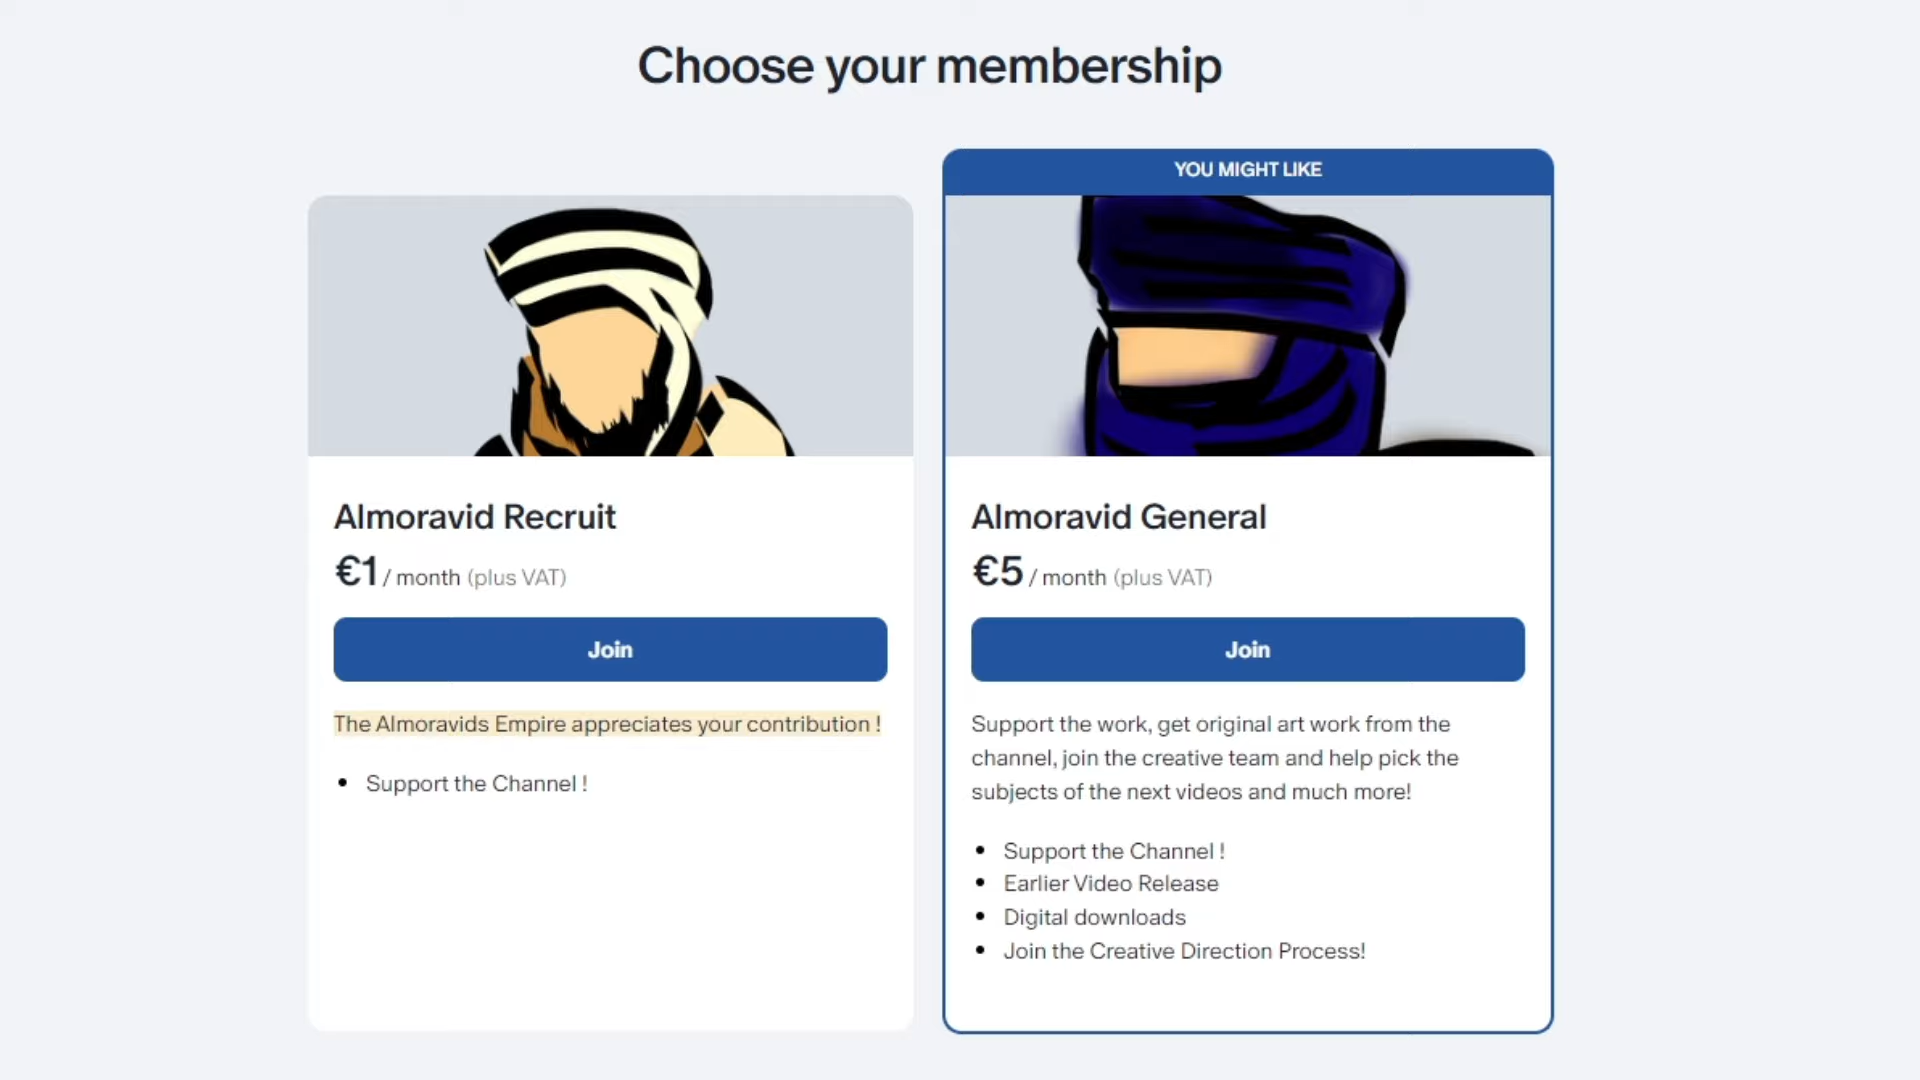 Choose your membership
YOU MIGHT LIKE
Almoravid Recruit
€1 / month (plus VAT)
Join
The Almoravids Empire appreciates your contribution !
• Support the Channel !
Almoravid General
€5 / month (plus VAT)
Join
Support the work, get original art work from the
channel, join the creative team and help pick the
subjects of the next videos and much more!
• Support the Channel !
• Earlier Video Release
• Digital downloads
• Join the Creative Direction Process!